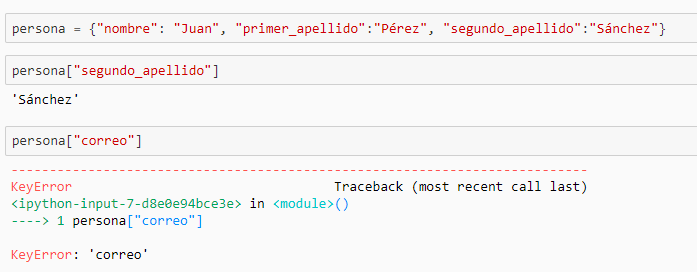 persona = {"nombre": "Juan", "primer_apellido":"Pérez", "segundo_apellido":"Sánchez"}
persona["segundo_apellido"]
'Sánchez'
persona["correo"]
---------------------------------------------------------------------------
KeyError                                  Traceback (most recent call last)
<ipython-input-7-d8e0e94bce3e> in <module>()
----> 1 persona["correo"]
KeyError: 'correo'